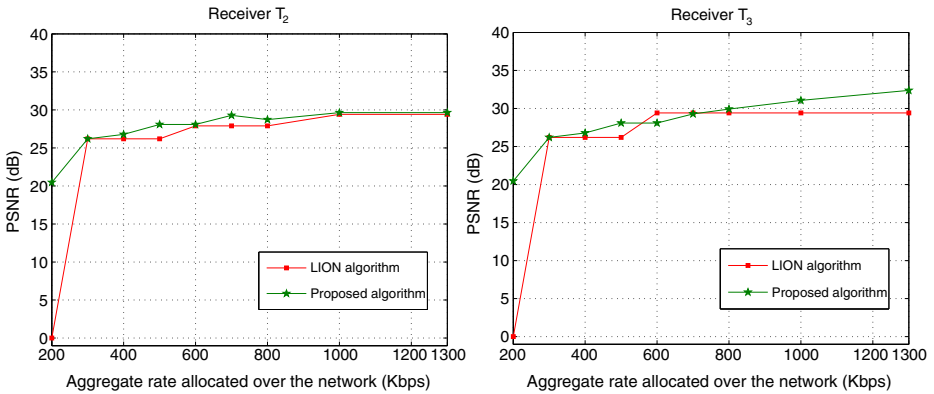 Receiver T2
40
35
30
25
20
15
10
5
0
PSNR (dB)
LION algorithm
Proposed algorithm
200 400 600 800 1000 1200 1300
Aggregate rate allocated over the network (Kbps)
Receiver T3
40
35
30
25
20
15
10
5
0
PSNR (dB)
LION algorithm
Proposed algorithm
200 400 600 800 1000 1200 1300
Aggregate rate allocated over the network (Kbps)